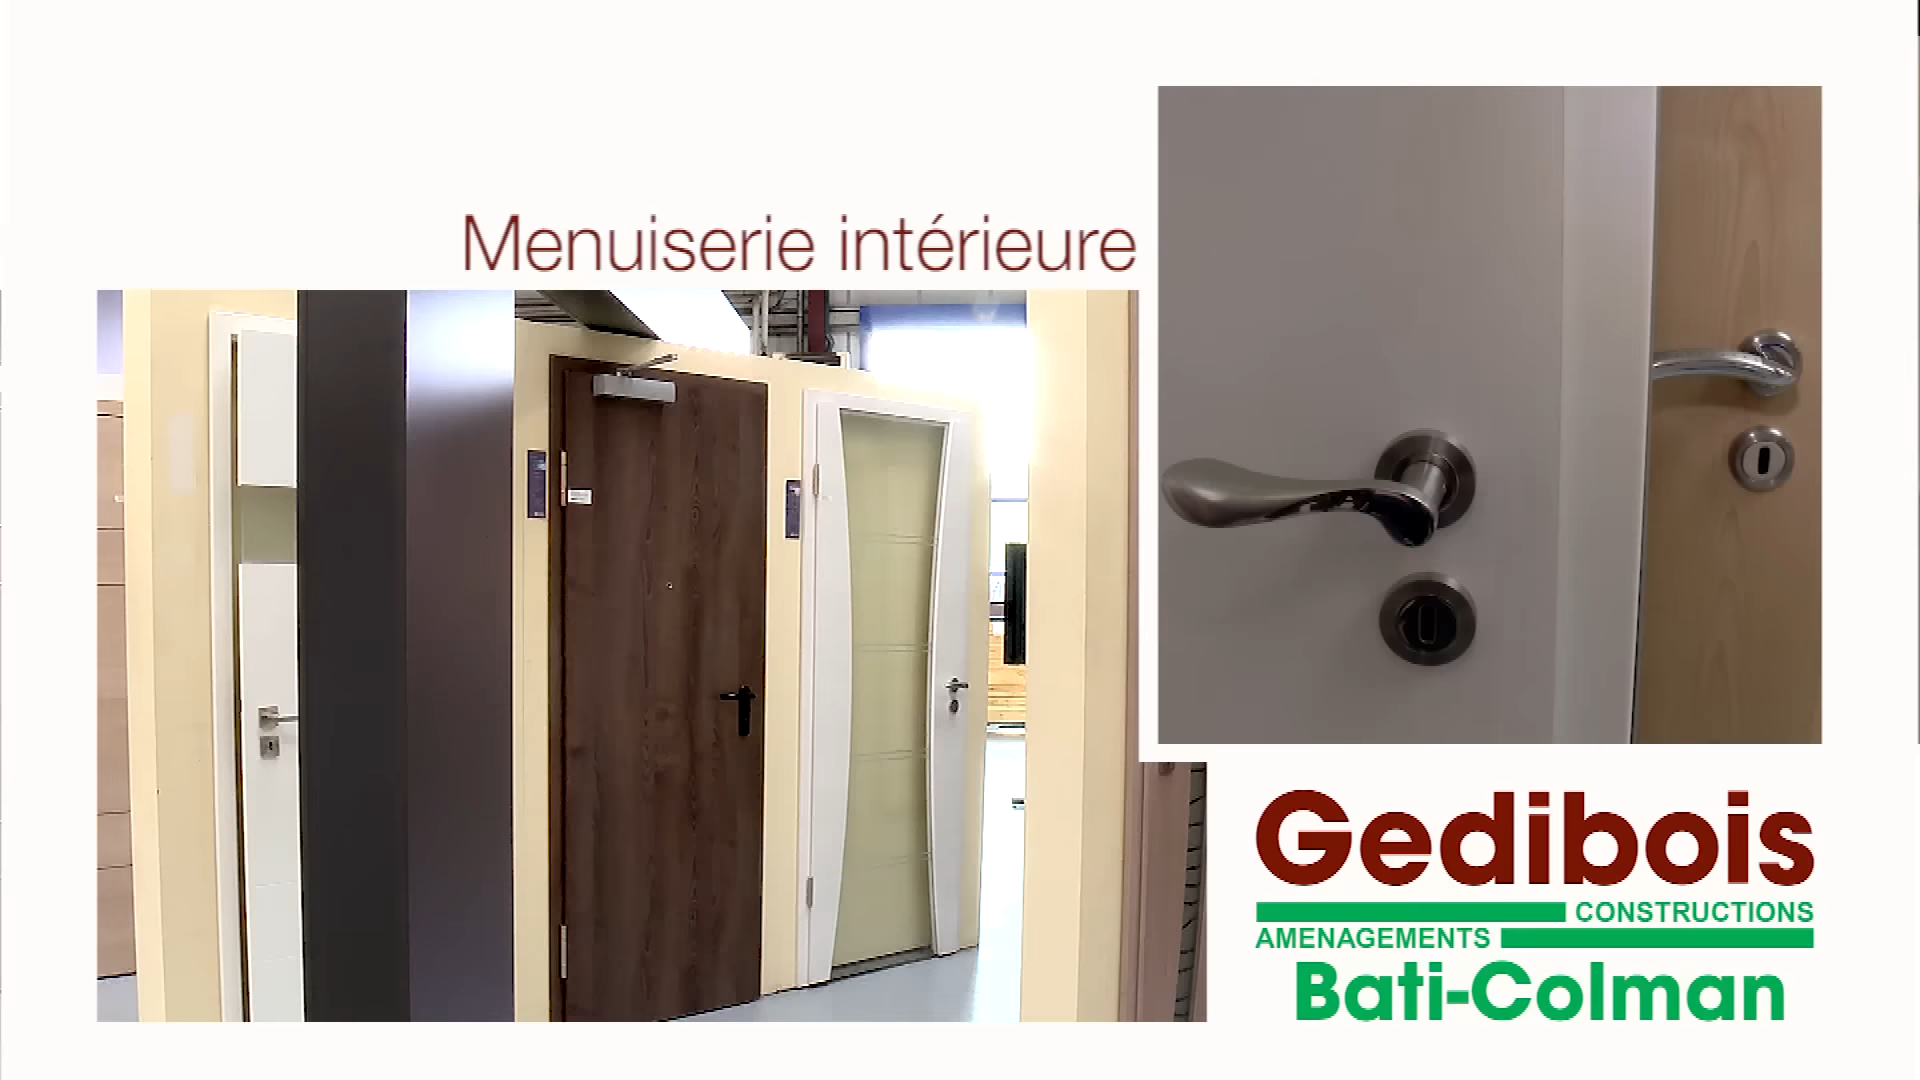 Menuiserie intérieure
Gedibois
CONSTRUCTIONS
AMENAGEMENTS
Bati-Colman